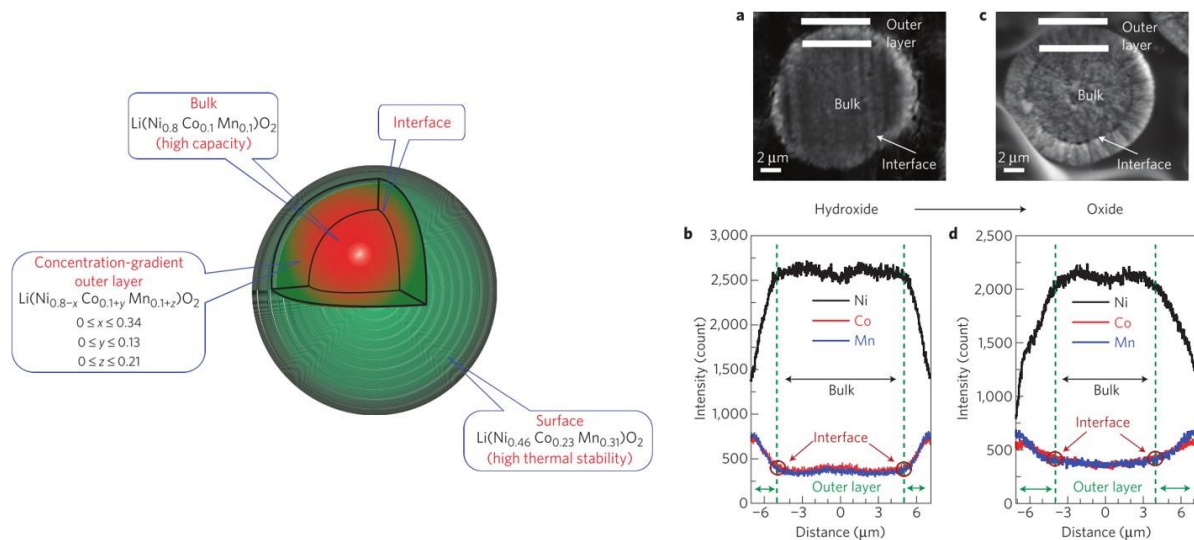 Bulk
Li(Ni0.8 Co0.1 Mn0.1)O2
(high capacity)
Interface
Concentration-gradient
outer layer
Li(Ni0.8−x Co0.1+y Mn0.1+z)O2
0 ≤ x ≤ 0.34
0 ≤ y ≤ 0.13
0 ≤ z ≤ 0.21
Surface
Li(Ni0.46 Co0.23 Mn0.31)O2
(high thermal stability)
a
Outer
layer
Bulk
2 μm
Interface
c
Outer
layer
Bulk
2 μm
Interface
Hydroxide
Oxide
b
3,000
2,500
2,000
1,500
1,000
500
0
Intensity (count)
Ni
Co
Mn
Bulk
Interface
Outer layer
−6 −3 0 3 6
Distance (μm)
d
2,500
2,000
1,500
1,000
500
0
Intensity (count)
Ni
Co
Mn
Bulk
Interface
Outer layer
−6 −3 0 3 6
Distance (μm)